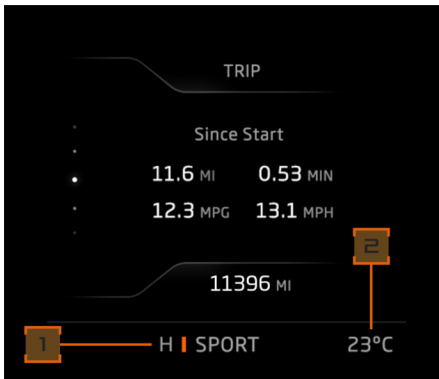 TRIP
Since Start
11.6 MI 0.53 MIN
12.3 MPG 13.1 MPH
2
11396 MI
1 H SPORT 23°C